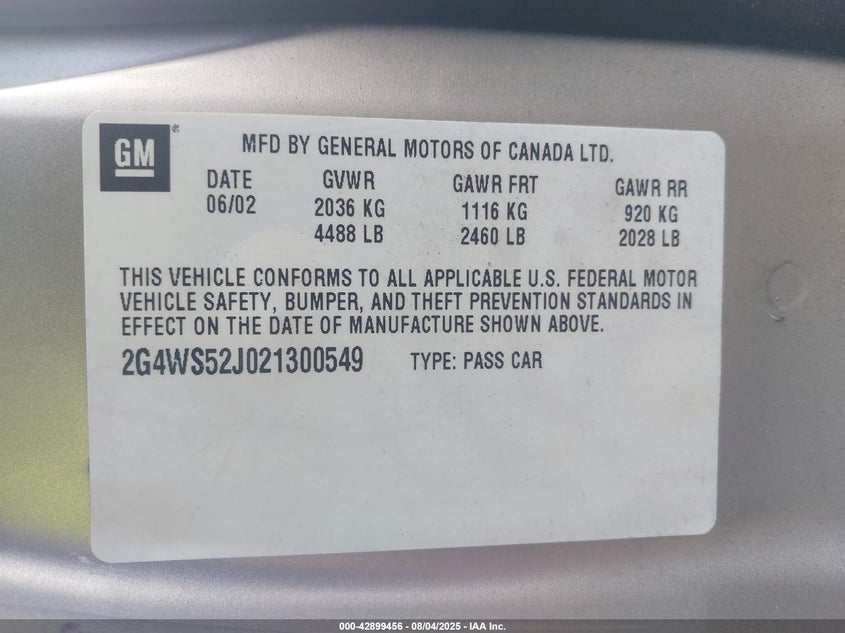 GM
MFD BY GENERAL MOTORS OF CANADA LTD.
DATE GVWR GAWR FRT GAWR RR
06/02 2036 KG 1116 KG 920 KG
4488 LB 2460 LB 2028 LB
THIS VEHICLE CONFORMS TO ALL APPLICABLE U.S. FEDERAL MOTOR
VEHICLE SAFETY, BUMPER, AND THEFT PREVENTION STANDARDS IN
EFFECT ON THE DATE OF MANUFACTURE SHOWN ABOVE.
2G4WS52J021300549 TYPE: PASS CAR
000-42899456 - 08/04/2025 - IAA Inc.